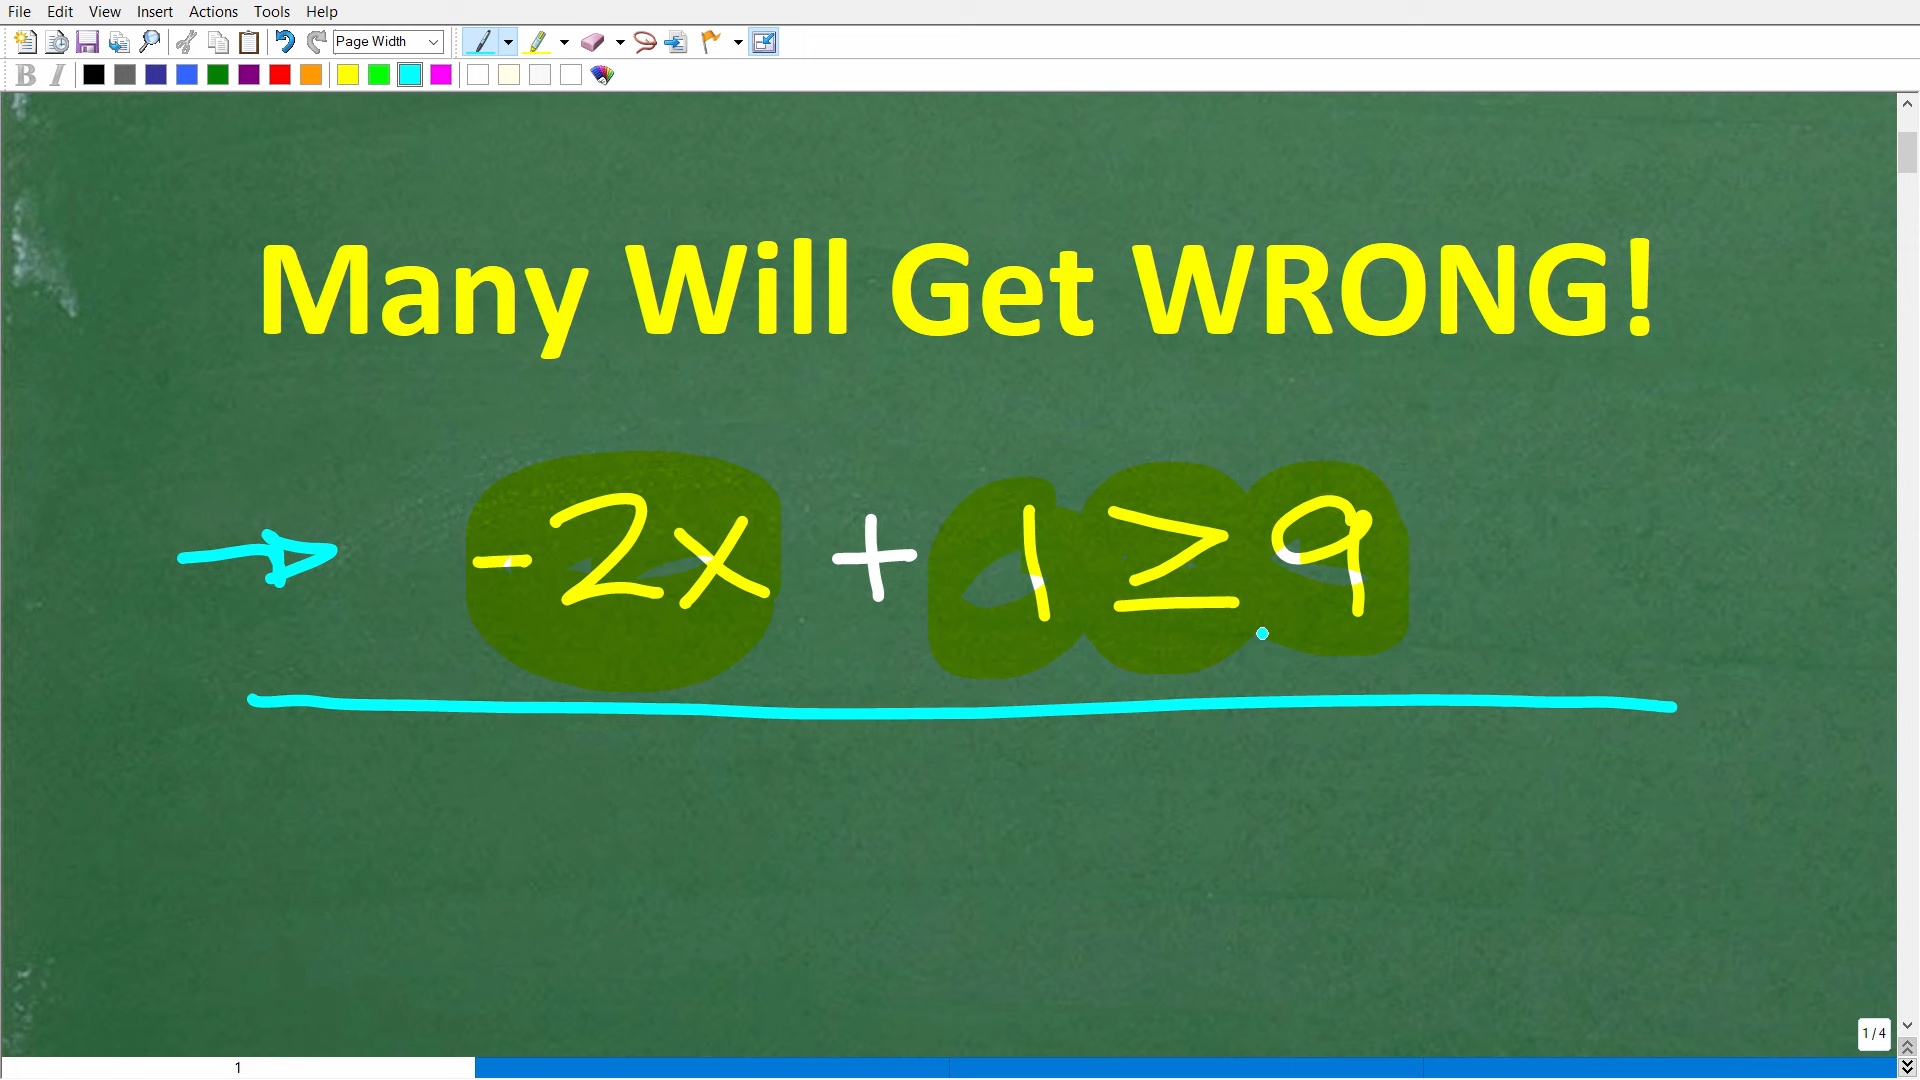 File Edit View Insert Actions Tools Help
Page Width
B I
Many Will Get WRONG!
-2x + 1 ≥ 9
1 / 4
1